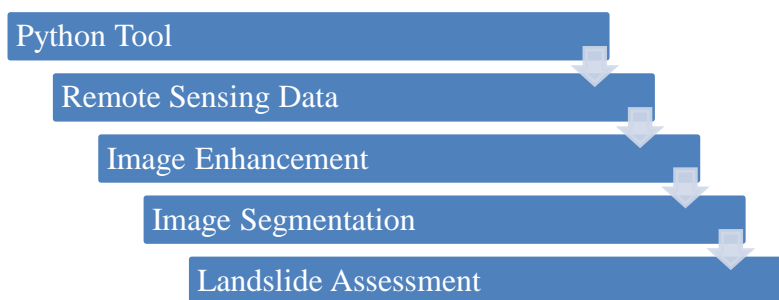 Python Tool
Remote Sensing Data
Image Enhancement
Image Segmentation
Landslide Assessment